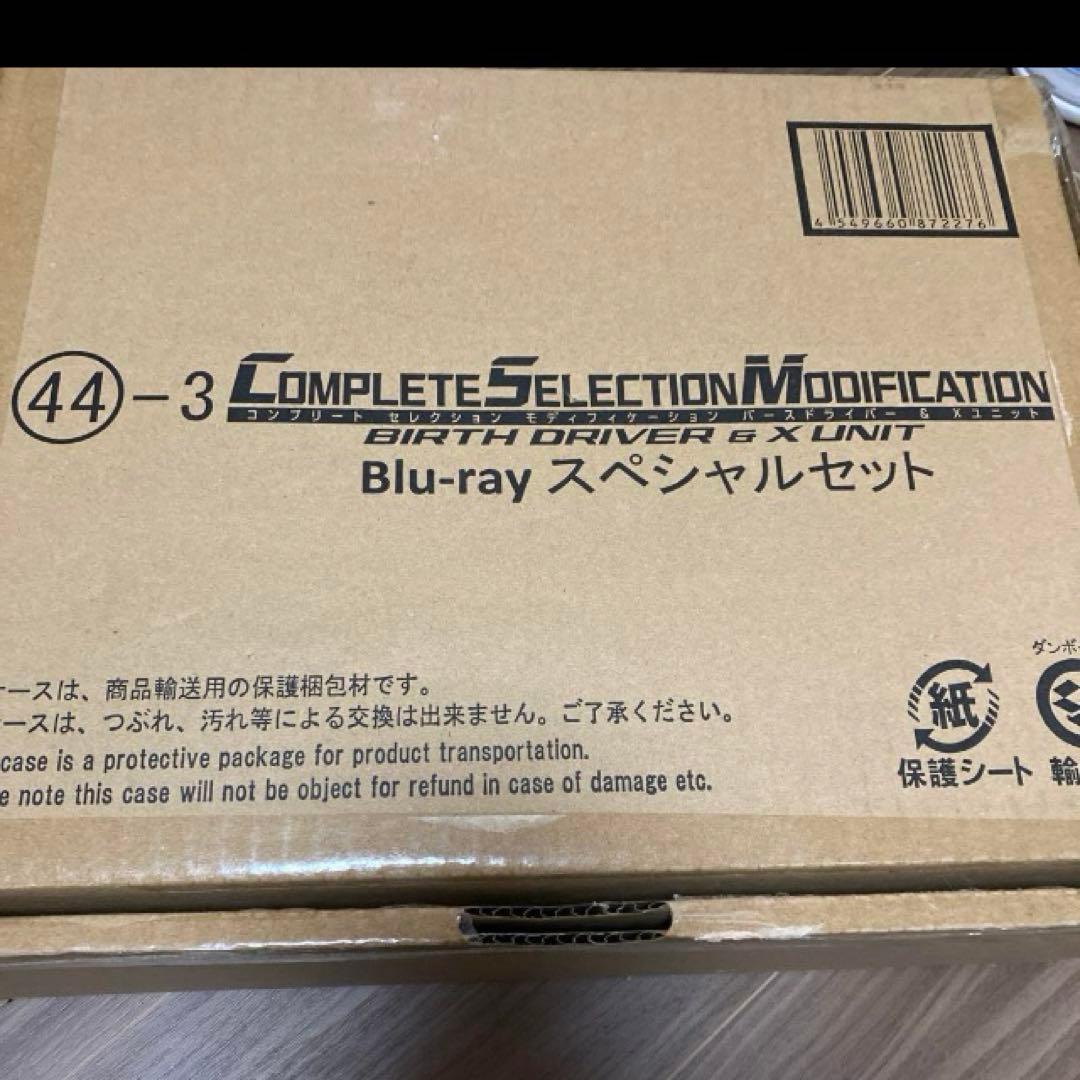 4 549660 872276
44-3 COMPLETE SELECTION MODIFICATION
コンプリート セレクション モディフィケーション バースドライバー & Xユニット
BIRTH DRIVER & X UNIT
Blu-ray スペシャルセット
ースは、商品輸送用の保護梱包材です。
ースは、つぶれ、汚れ等による交換は出来ません。ご了承ください。
case is a protective package for product transportation.
e note this case will not be object for refund in case of damage etc.
紙
保護シート
ダンボ
輸